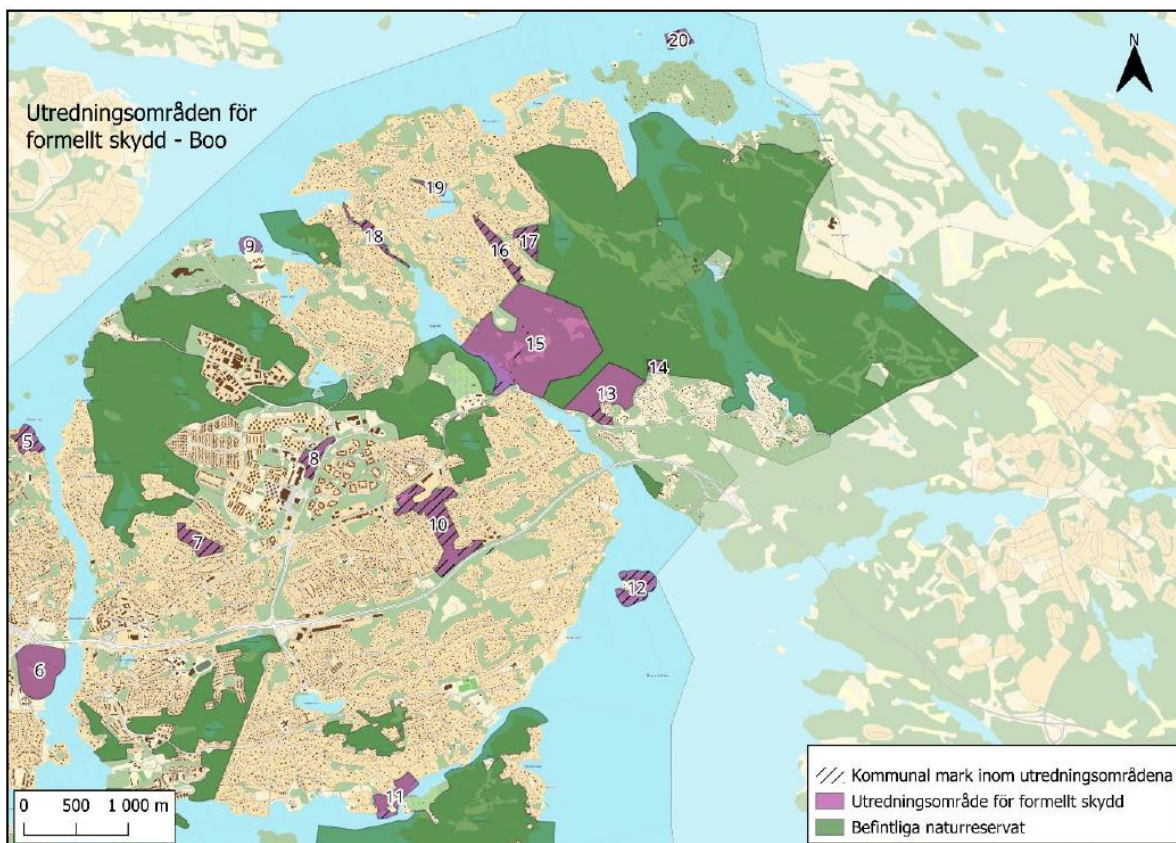 20
N
Utredningsområden för
formellt skydd - Boo
19
18
9
16
17
15
14
13
5
8
10
7
12
6
11
0 500 1 000 m
Kommunal mark inom utredningsområdena
Utredningsområde för formellt skydd
Befintliga naturreservat